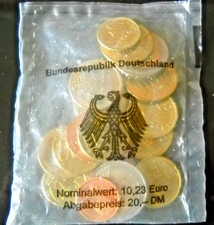 Bundesrepublik Deutschland
Nominalwert: 10,23 Euro
Abgabepreis: 20,– DM